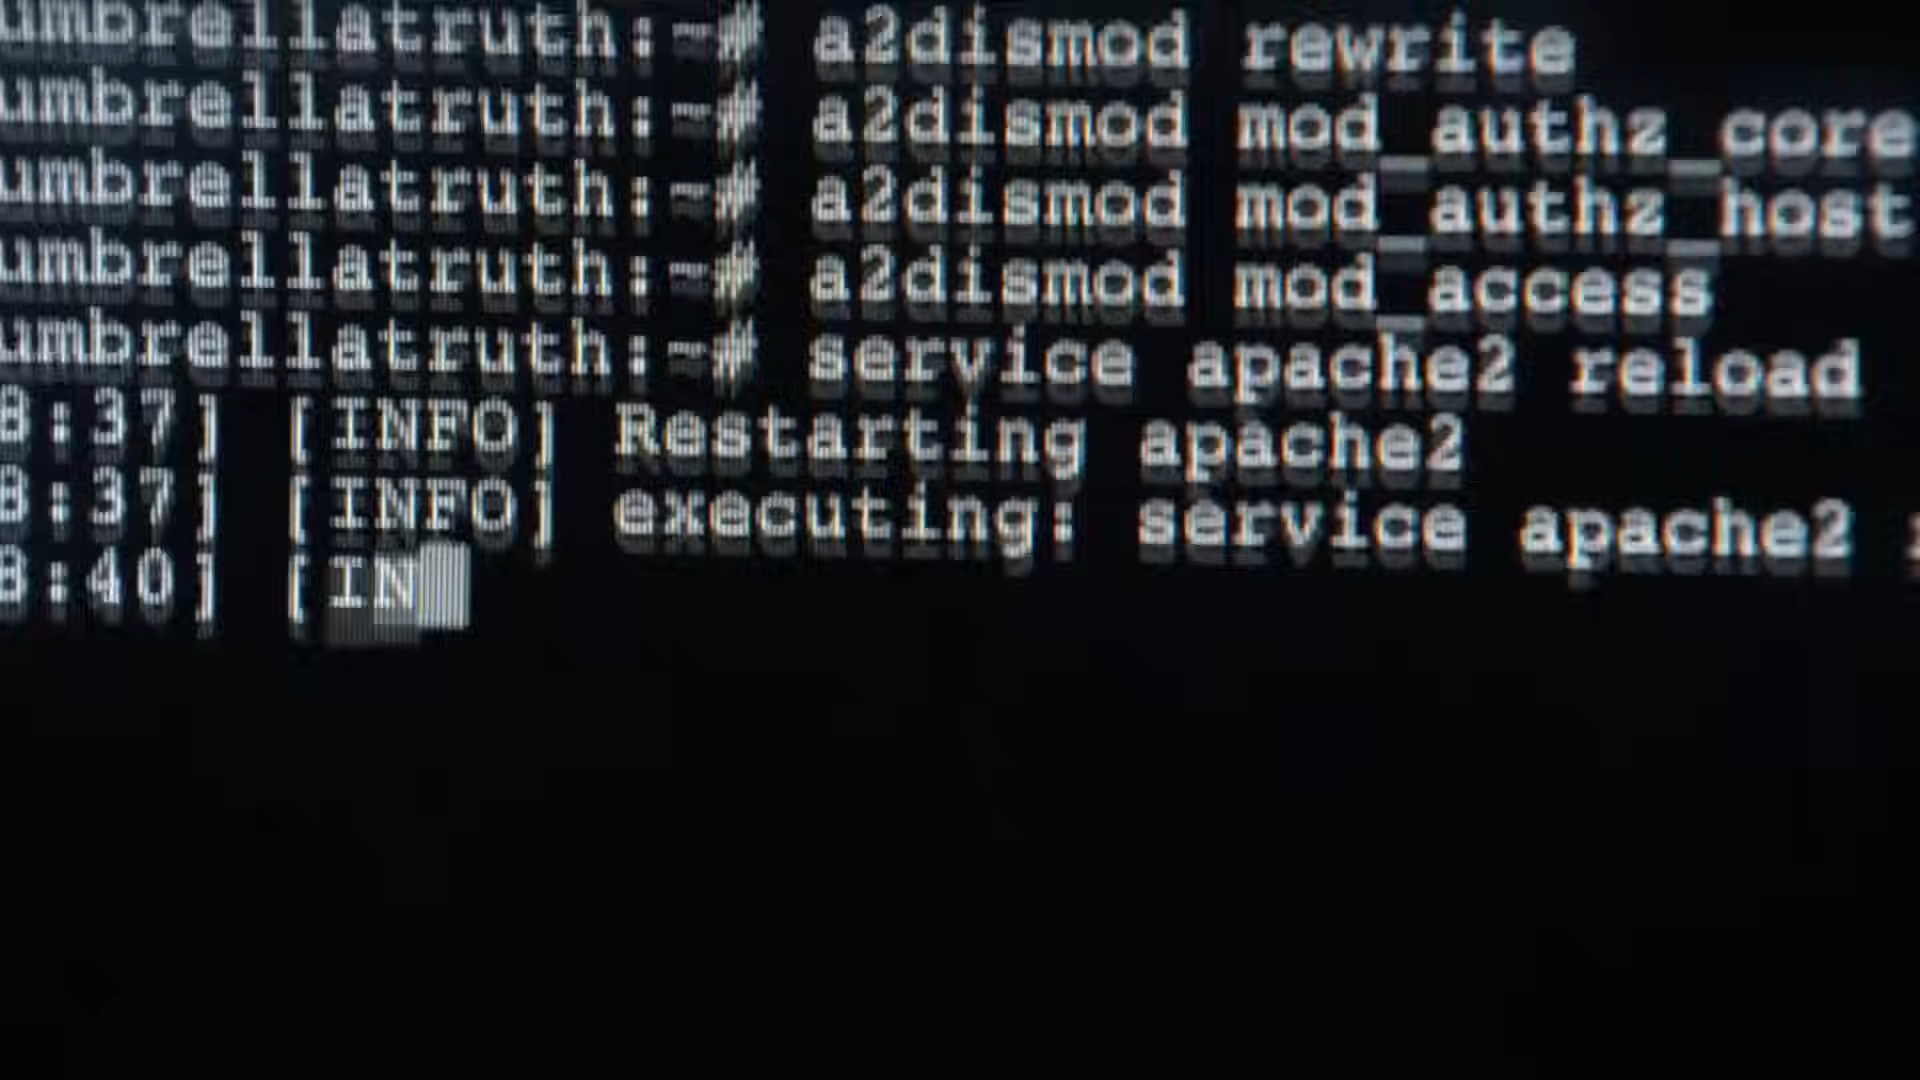 umbrellatruth:~# a2dismod rewrite
umbrellatruth:~# a2dismod mod_authz_core
umbrellatruth:~# a2dismod mod_authz_host
umbrellatruth:~# a2dismod mod_access
umbrellatruth:~# service apache2 reload
8:37] [INFO] Restarting apache2
8:37] [INFO] executing: service apache2
8:40] [IN